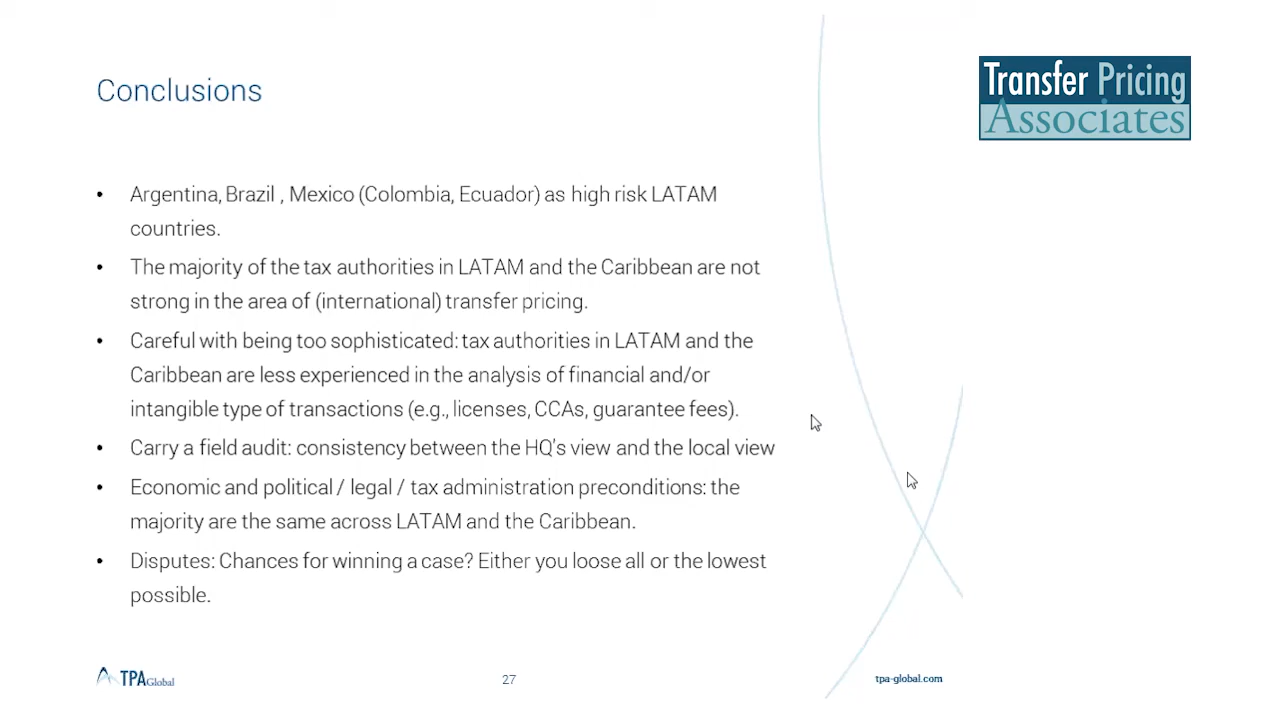 Conclusions
Transfer Pricing
Associates
• Argentina, Brazil , Mexico (Colombia, Ecuador) as high risk LATAM
countries.
• The majority of the tax authorities in LATAM and the Caribbean are not
strong in the area of (international) transfer pricing.
• Careful with being too sophisticated: tax authorities in LATAM and the
Caribbean are less experienced in the analysis of financial and/or
intangible type of transactions (e.g., licenses, CCAs, guarantee fees).
• Carry a field audit: consistency between the HQ's view and the local view
• Economic and political / legal / tax administration preconditions: the
majority are the same across LATAM and the Caribbean.
• Disputes: Chances for winning a case? Either you loose all or the lowest
possible.
TPA Global
27
tpa-global.com